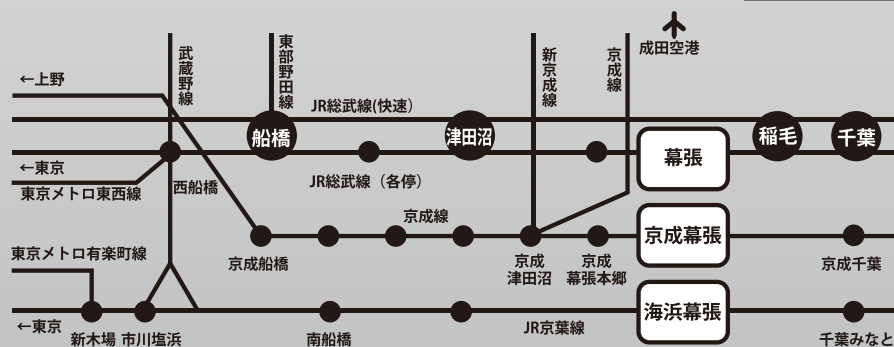 成田空港
武蔵野線
東部野田線
新京成線
京成線
←上野
JR総武線(快速)
船橋
津田沼
稲毛
千葉
幕張
←東京
東京メトロ東西線
西船橋
JR総武線（各停）
京成線
京成幕張
東京メトロ有楽町線
京成船橋
京成
津田沼
京成
幕張本郷
京成千葉
海浜幕張
←東京
新木場
市川塩浜
南船橋
JR京葉線
千葉みなと